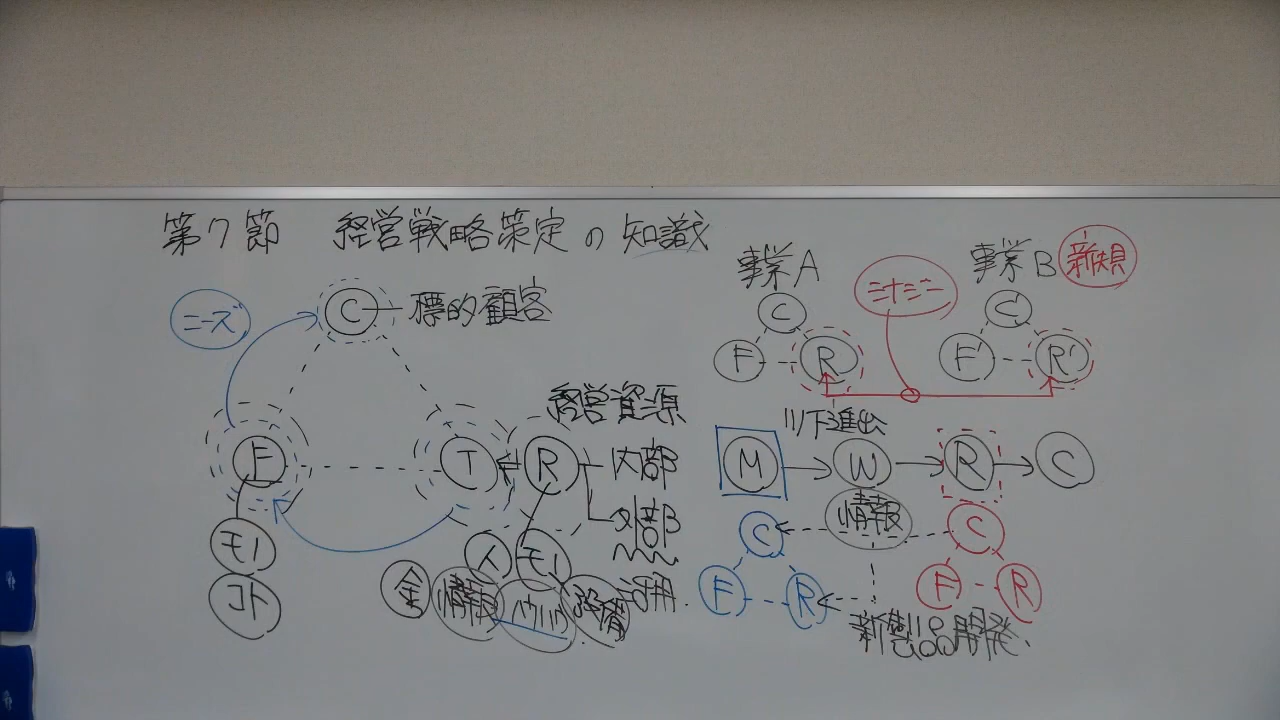 第7節 経営戦略策定の知識
ニーズ
C
標的顧客
F
T
R
経営資源
内部
外部
活用.
モノ
コト
人
モノ
金
情報
ノウハウ
設備
事業A
C
F
R
シナジー
事業B
新規
C'
F'
R'
川下進出
M
W
R
C
情報
C
F
R
C
F
R
新製品開発.